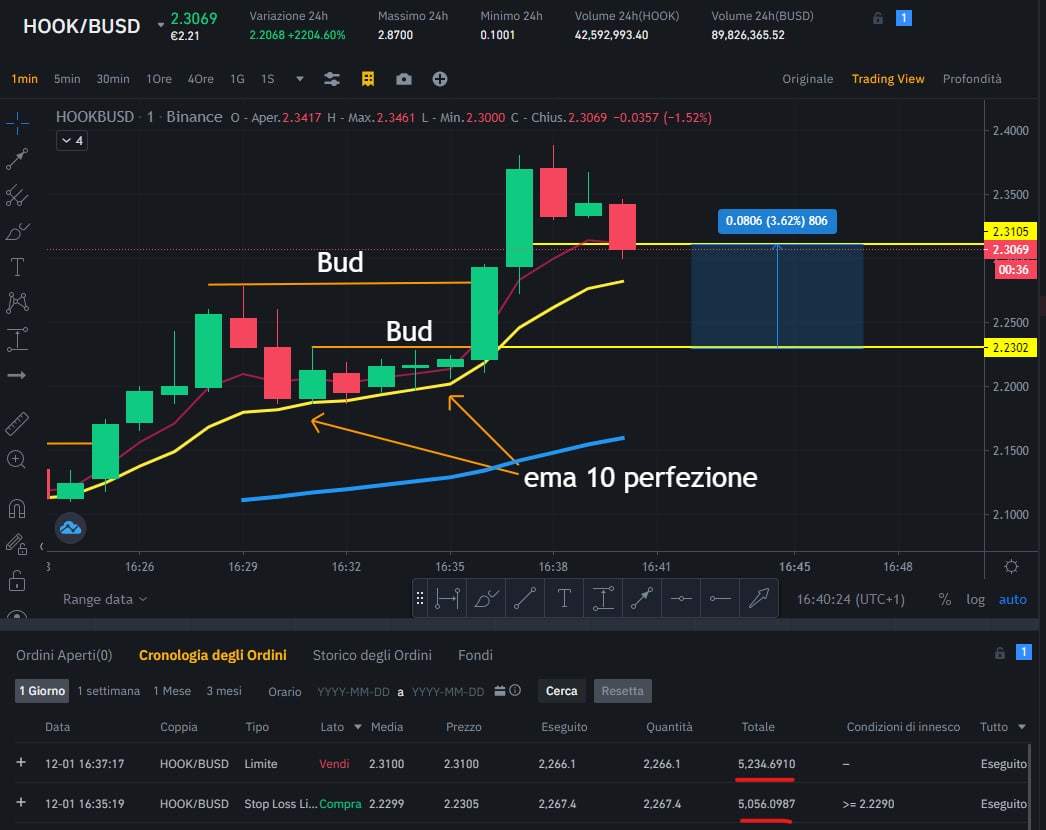 HOOK/BUSD
2.3069
€2.21
Variazione 24h
2.2068 +2204.60%
Massimo 24h
2.8700
Minimo 24h
0.1001
Volume 24h(HOOK)
42,592,993.40
Volume 24h(BUSD)
89,826,365.52
1
1min 5min 30min 1Ore 4Ore 1G 1S
Originale Trading View Profondità
HOOKBUSD · 1 · Binance O - Aper.2.3417 H - Max.2.3461 L - Min.2.3000 C - Chius.2.3069 −0.0357 (−1.52%)
4
2.4000
2.3500
0.0806 (3.62%) 806
2.3105
2.3069
00:36
Bud
2.2500
Bud
2.2302
2.2000
2.1500
ema 10 perfezione
2.1000
16:26 16:29 16:32 16:35 16:38 16:41 16:45 16:48
Range data
16:40:24 (UTC+1) % log auto
Ordini Aperti(0) Cronologia degli Ordini Storico degli Ordini Fondi
1
1 Giorno 1 settimana 1 Mese 3 mesi Orario YYYY-MM-DD a YYYY-MM-DD Cerca Resetta
Data Coppia Tipo Lato Media Prezzo Eseguito Quantità Totale Condizioni di innesco Tutto
+ 12-01 16:37:17 HOOK/BUSD Limite Vendi 2.3100 2.3100 2,266.1 2,266.1 5,234.6910 – Eseguito
+ 12-01 16:35:19 HOOK/BUSD Stop Loss Li... Compra 2.2299 2.2305 2,267.4 2,267.4 5,056.0987 >= 2.2290 Eseguito